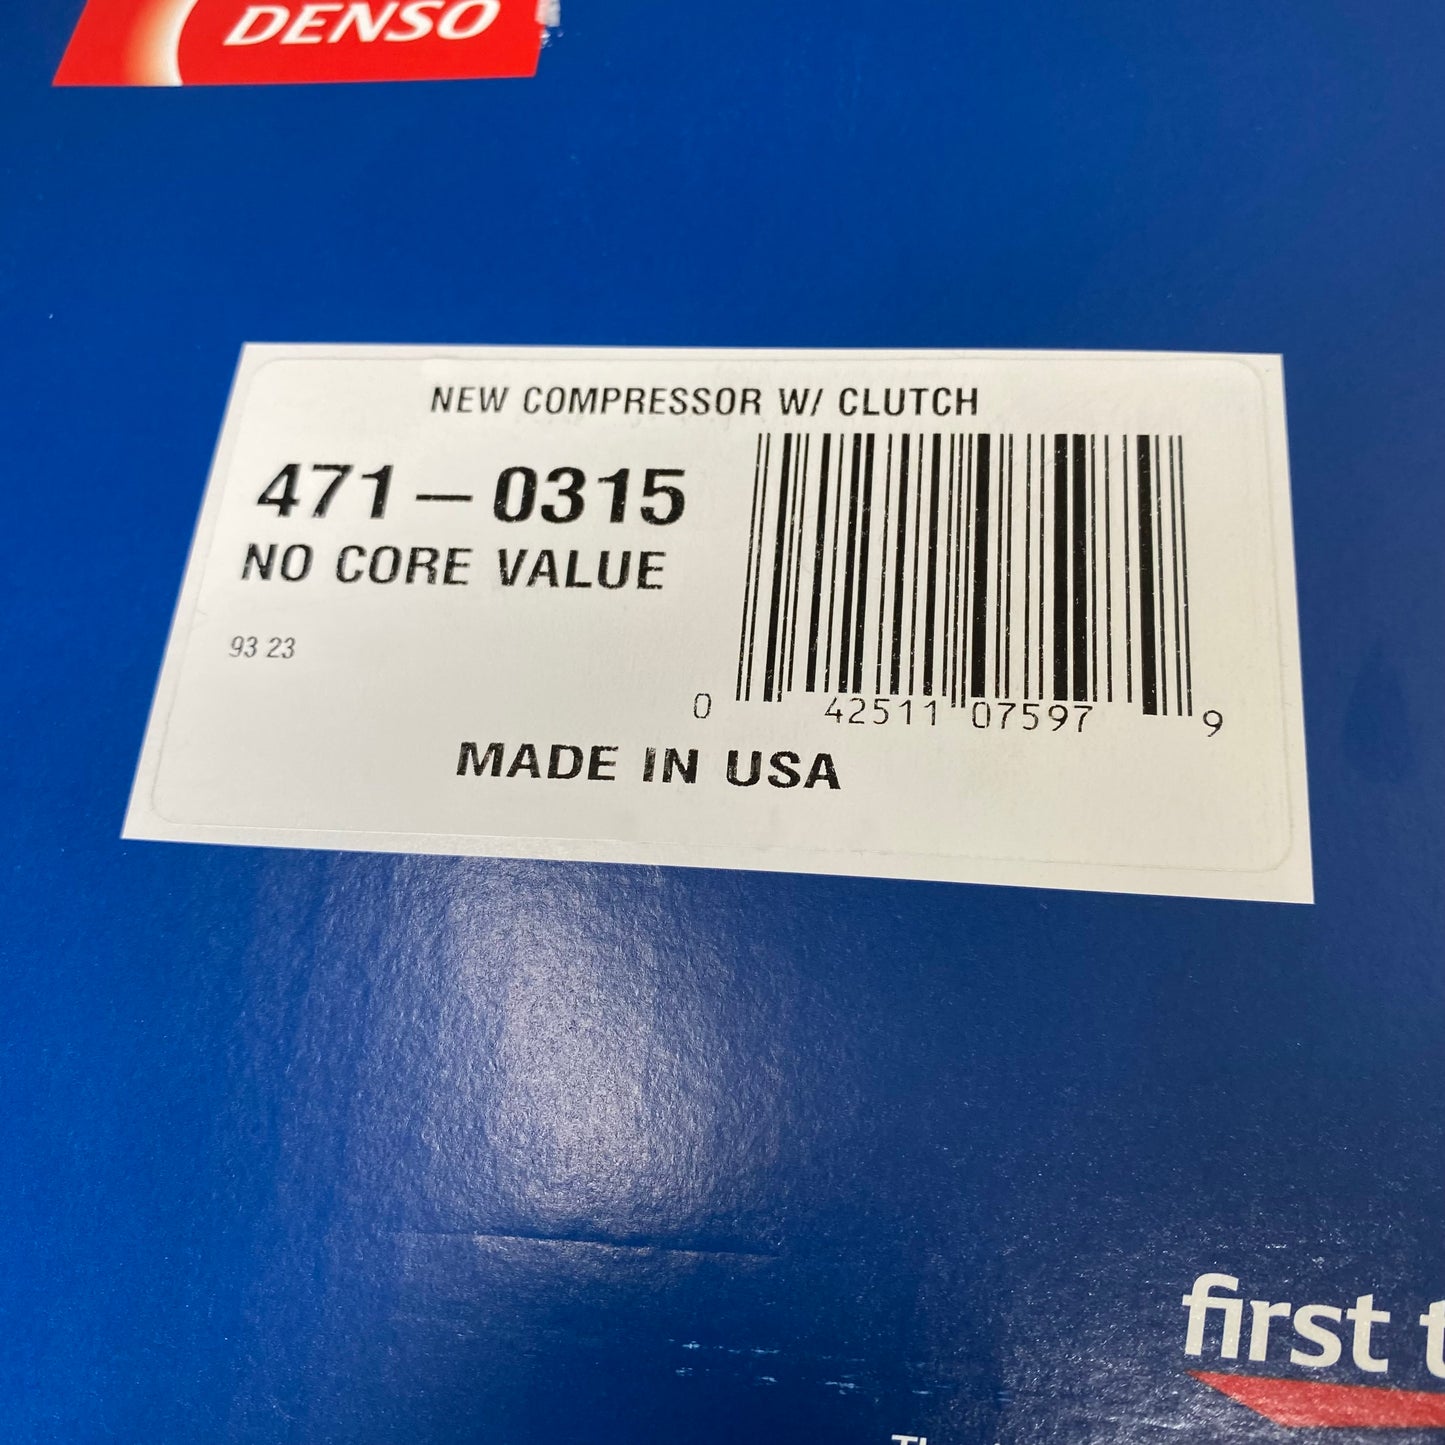 DENSO
NEW COMPRESSOR W/ CLUTCH
471-0315
NO CORE VALUE
93 23
0 42511 07597 9
MADE IN USA
first